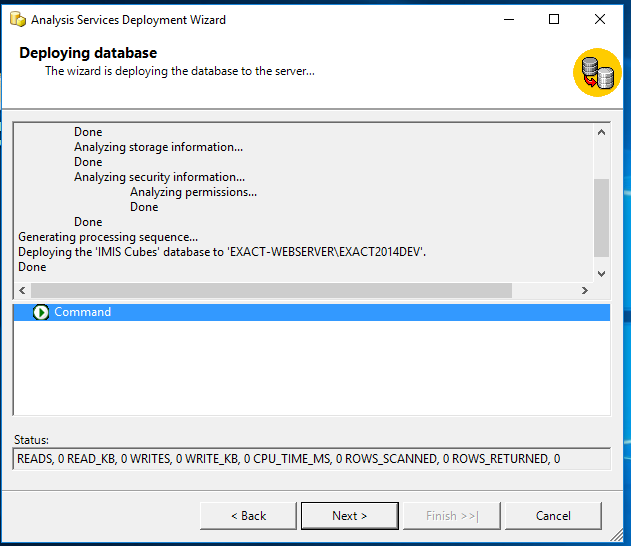 Analysis Services Deployment Wizard
Deploying database
The wizard is deploying the database to the server...
Done
Analyzing storage information...
Done
Analyzing security information...
Analyzing permissions...
Done
Done
Generating processing sequence...
Deploying the 'IMIS Cubes' database to 'EXACT-WEBSERVER\EXACT2014DEV'.
Done
Command
Status:
READS, 0 READ_KB, 0 WRITES, 0 WRITE_KB, 0 CPU_TIME_MS, 0 ROWS_SCANNED, 0 ROWS_RETURNED, 0
< Back
Next >
Finish >>|
Cancel